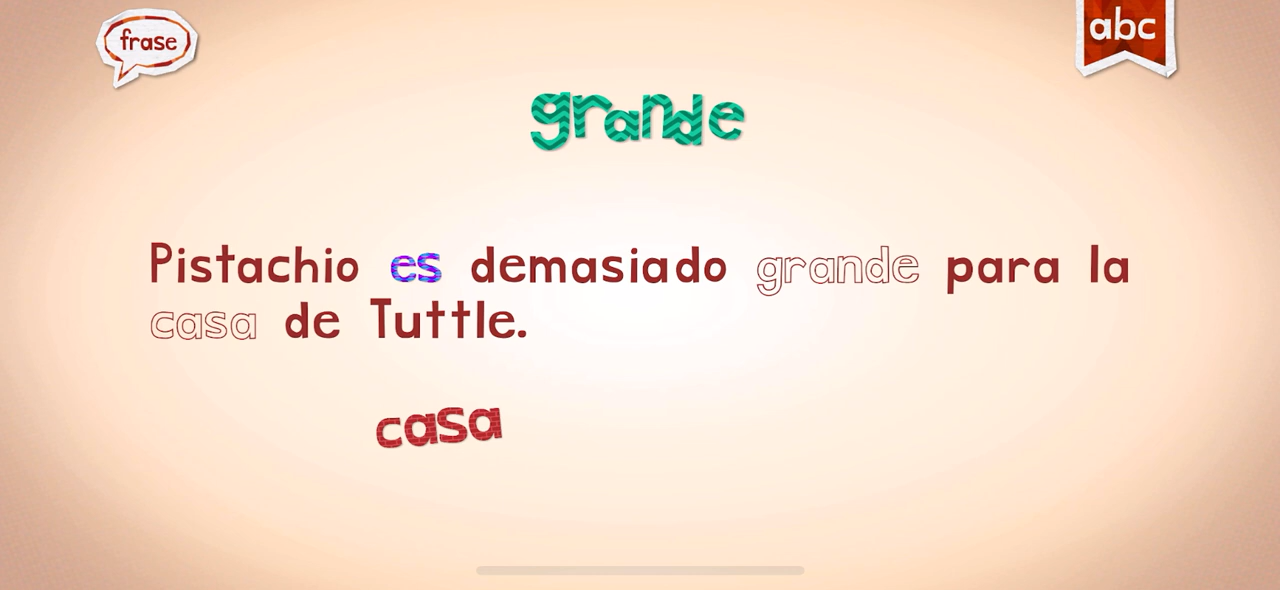 frase
abc
grande
Pistachio es demasiado grande para la
casa de Tuttle.
casa